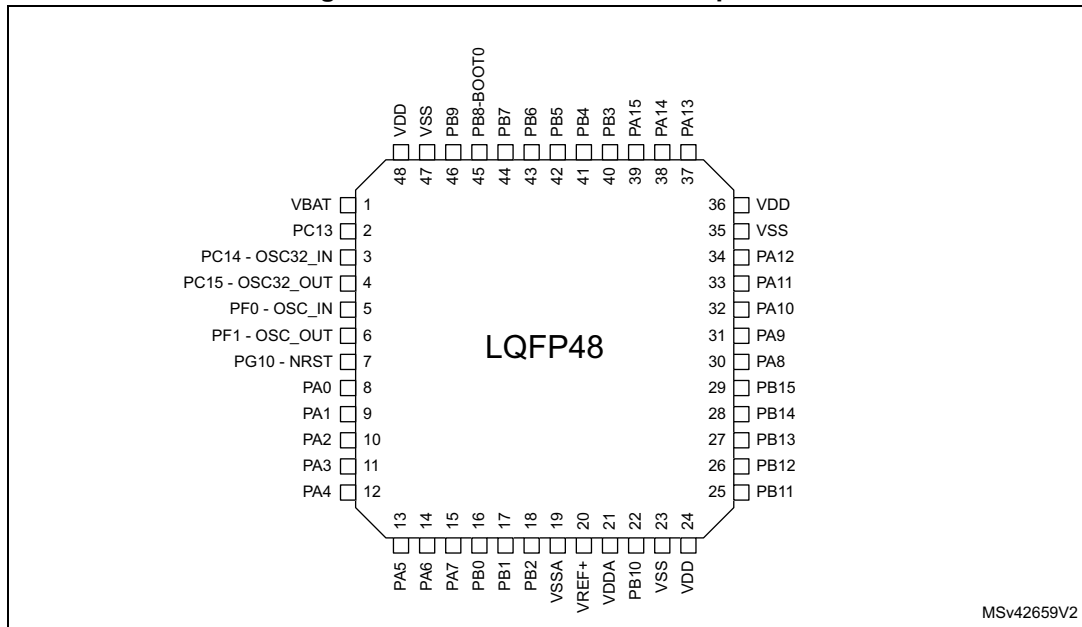 VDD
VSS
PB9
PB8-BOOT0
PB7
PB6
PB5
PB4
PB3
PA15
PA14
PA13
48
47
46
45
44
43
42
41
40
39
38
37
VBAT 1
PC13 2
PC14 - OSC32_IN 3
PC15 - OSC32_OUT 4
PF0 - OSC_IN 5
PF1 - OSC_OUT 6
PG10 - NRST 7
PA0 8
PA1 9
PA2 10
PA3 11
PA4 12
LQFP48
36 VDD
35 VSS
34 PA12
33 PA11
32 PA10
31 PA9
30 PA8
29 PB15
28 PB14
27 PB13
26 PB12
25 PB11
13
14
15
16
17
18
19
20
21
22
23
24
PA5
PA6
PA7
PB0
PB1
PB2
VSSA
VREF+
VDDA
PB10
VSS
VDD
MSv42659V2